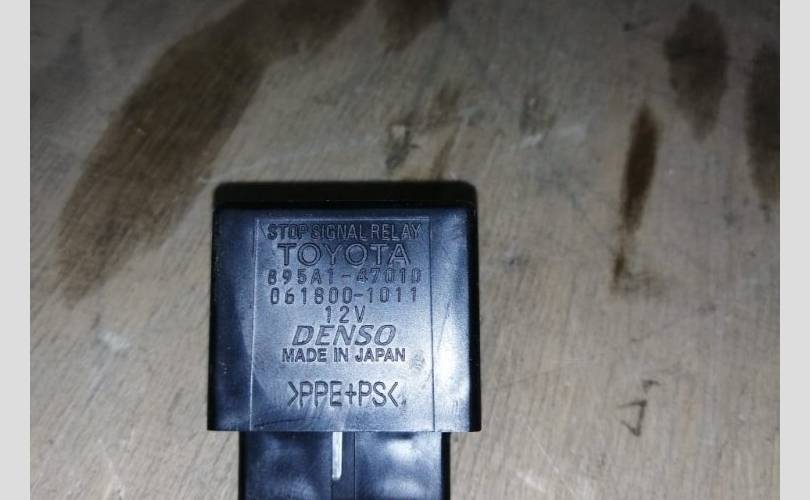 STOP SIGNAL RELAY
TOYOTA
895A1-47010
061800-1011
12V
DENSO
MADE IN JAPAN
>PPE+PS<